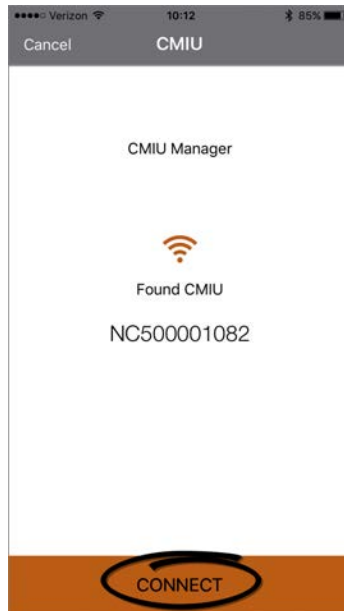 Verizon 10:12 85%
Cancel CMIU
CMIU Manager
Found CMIU
NC500001082
CONNECT